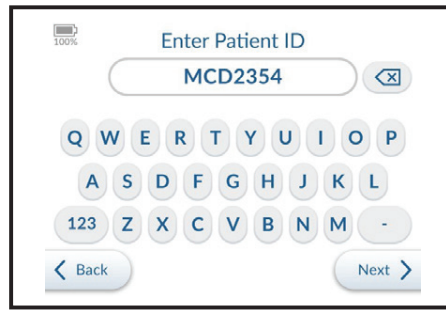 100%
Enter Patient ID
MCD2354
Q W E R T Y U I O P
A S D F G H J K L
123 Z X C V B N M -
Back Next